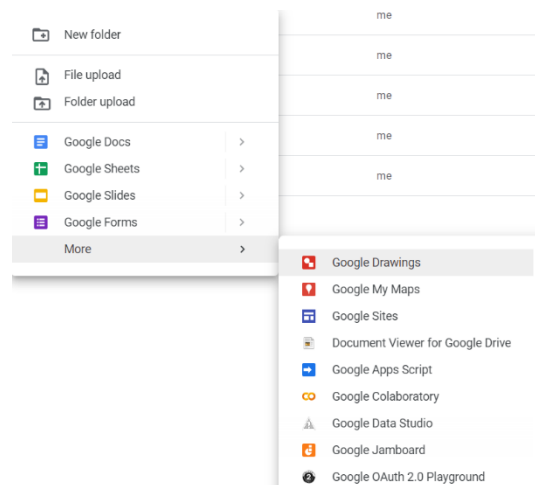 me
New folder
me
File upload
me
Folder upload
Google Docs
me
Google Sheets
me
Google Slides
Google Forms
More
Google Drawings
Google My Maps
Google Sites
Document Viewer for Google Drive
Google Apps Script
Google Colaboratory
Google Data Studio
Google Jamboard
Google OAuth 2.0 Playground